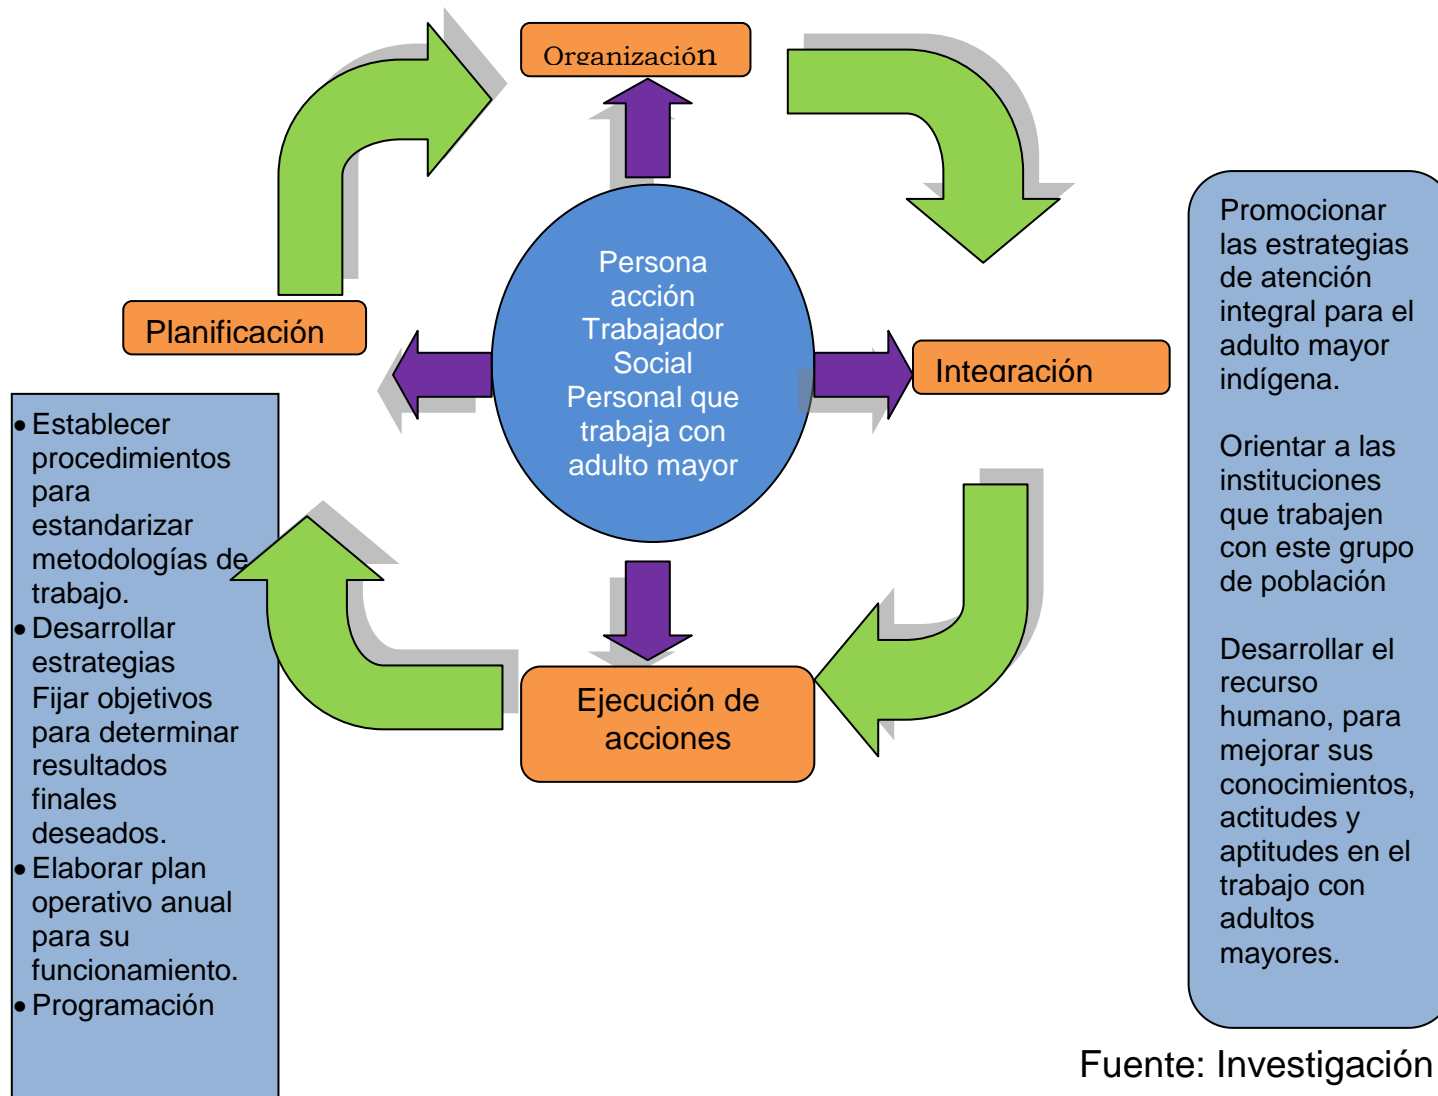 Organización
Persona
acción
Trabajador
Social
Personal que
trabaja con
adulto mayor
Planificación
Integración
Ejecución de
acciones
• Establecer
procedimientos
para
estandarizar
metodologías de
trabajo.
• Desarrollar
estrategias
Fijar objetivos
para determinar
resultados
finales
deseados.
• Elaborar plan
operativo anual
para su
funcionamiento.
• Programación
Promocionar
las estrategias
de atención
integral para el
adulto mayor
indígena.
Orientar a las
instituciones
que trabajen
con este grupo
de población
Desarrollar el
recurso
humano, para
mejorar sus
conocimientos,
actitudes y
aptitudes en el
trabajo con
adultos
mayores.
Fuente: Investigación